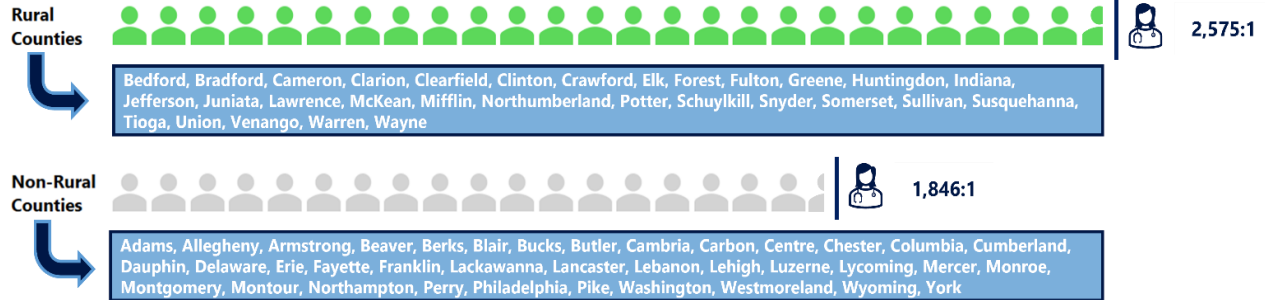 Rural
Counties
2,575:1
Bedford, Bradford, Cameron, Clarion, Clearfield, Clinton, Crawford, Elk, Forest, Fulton, Greene, Huntingdon, Indiana,
Jefferson, Juniata, Lawrence, McKean, Mifflin, Northumberland, Potter, Schuylkill, Snyder, Somerset, Sullivan, Susquehanna,
Tioga, Union, Venango, Warren, Wayne
Non-Rural
Counties
1,846:1
Adams, Allegheny, Armstrong, Beaver, Berks, Blair, Bucks, Butler, Cambria, Carbon, Centre, Chester, Columbia, Cumberland,
Dauphin, Delaware, Erie, Fayette, Franklin, Lackawanna, Lancaster, Lebanon, Lehigh, Luzerne, Lycoming, Mercer, Monroe,
Montgomery, Montour, Northampton, Perry, Philadelphia, Pike, Washington, Westmoreland, Wyoming, York